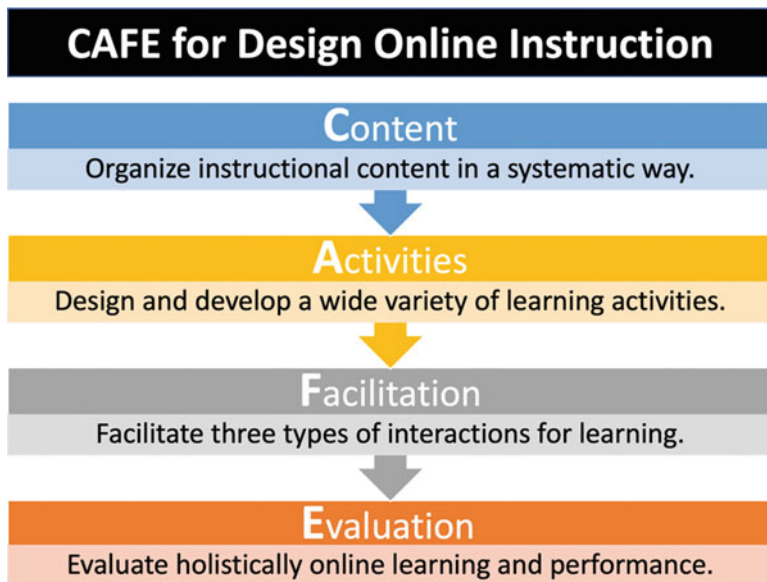 CAFE for Design Online Instruction
Content
Organize instructional content in a systematic way.
Activities
Design and develop a wide variety of learning activities.
Facilitation
Facilitate three types of interactions for learning.
Evaluation
Evaluate holistically online learning and performance.